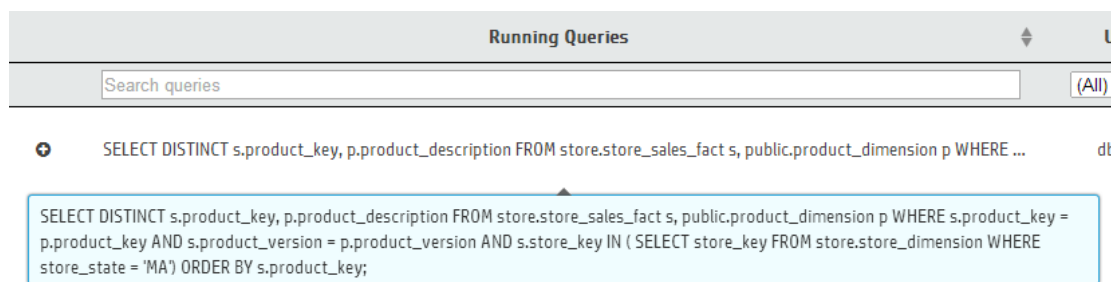 Running Queries
Search queries
(All)
SELECT DISTINCT s.product_key, p.product_description FROM store.store_sales_fact s, public.product_dimension p WHERE ...
SELECT DISTINCT s.product_key, p.product_description FROM store.store_sales_fact s, public.product_dimension p WHERE s.product_key =
p.product_key AND s.product_version = p.product_version AND s.store_key IN ( SELECT store_key FROM store.store_dimension WHERE
store_state = 'MA') ORDER BY s.product_key;